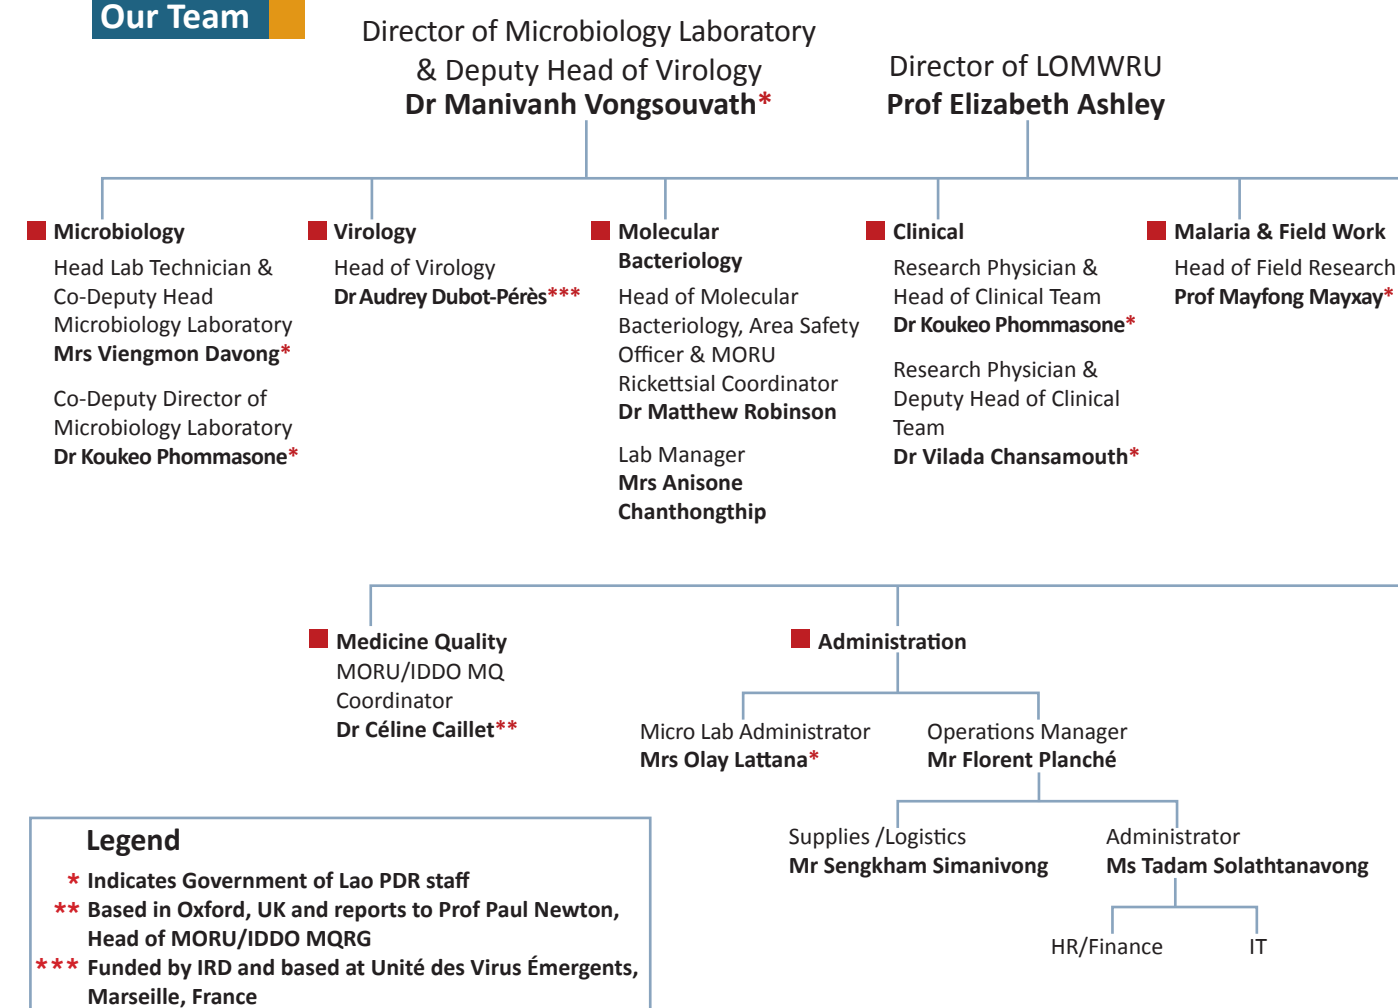 Our Team
Director of Microbiology Laboratory
& Deputy Head of Virology
Dr Manivanh Vongsouvath*
Director of LOMWRU
Prof Elizabeth Ashley
Microbiology
Head Lab Technician &
Co-Deputy Head
Microbiology Laboratory
Mrs Viengmon Davong*
Co-Deputy Director of
Microbiology Laboratory
Dr Koukeo Phommasone*
Virology
Head of Virology
Dr Audrey Dubot-Pérès***
Molecular
Bacteriology
Head of Molecular
Bacteriology, Area Safety
Officer & MORU
Rickettsial Coordinator
Dr Matthew Robinson
Lab Manager
Mrs Anisone
Chanthongthip
Clinical
Research Physician &
Head of Clinical Team
Dr Koukeo Phommasone*
Research Physician &
Deputy Head of Clinical
Team
Dr Vilada Chansamouth*
Malaria & Field Work
Head of Field Research
Prof Mayfong Mayxay*
Medicine Quality
MORU/IDDO MQ
Coordinator
Dr Céline Caillet**
Administration
Micro Lab Administrator
Mrs Olay Lattana*
Operations Manager
Mr Florent Planché
Supplies /Logistics
Mr Sengkham Simanivong
Administrator
Ms Tadam Solathtanavong
HR/Finance
IT
Legend
* Indicates Government of Lao PDR staff
** Based in Oxford, UK and reports to Prof Paul Newton,
Head of MORU/IDDO MQRG
*** Funded by IRD and based at Unité des Virus Émergents,
Marseille, France